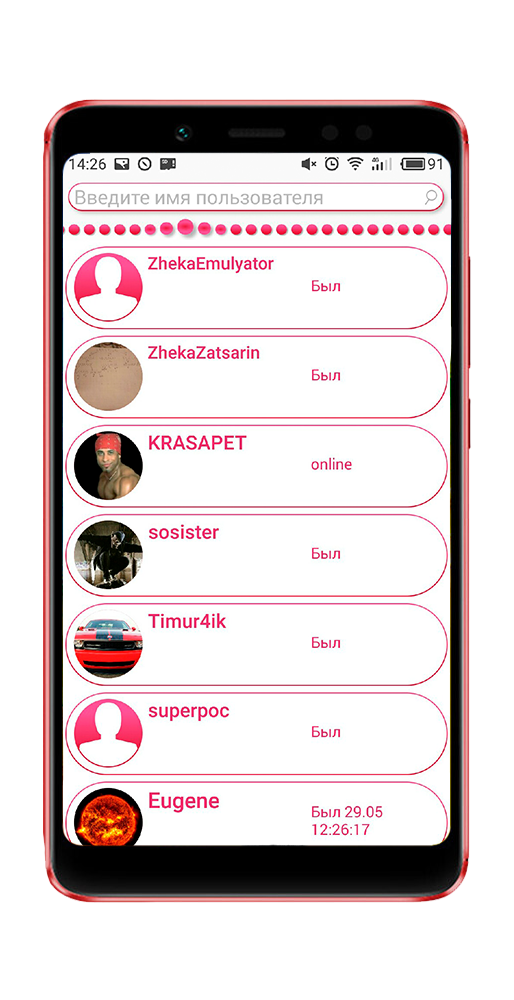 14:26 4G 91
Введите имя пользователя
ZhekaEmulyator
Был
ZhekaZatsarin
Был
KRASAPET
online
sosister
Был
Timur4ik
Был
superpoc
Был
Eugene
Был 29.05
12:26:17